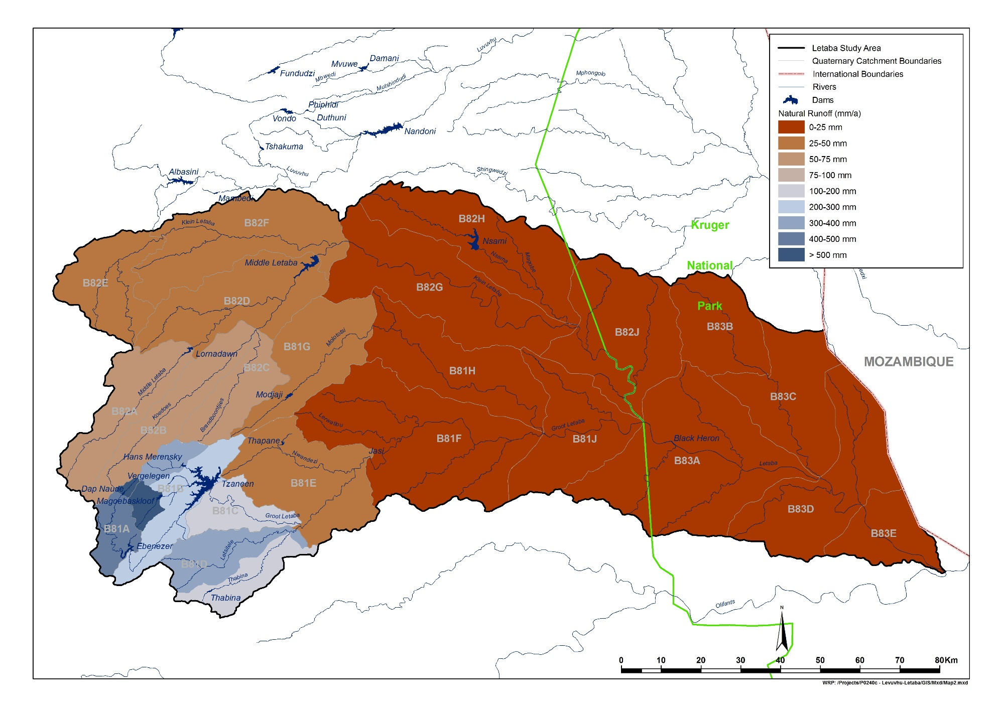 Luvuvhu
Damani
Mvuwe
Fundudzi
Mbwedi
Mutshindudi
Mphongolo
Phiphidi
Vondo
Duthuni
Nandoni
Tshakuma
Albasini
Luvuvhu
Shingwedzi
Mambedi
Letaba Study Area
Quaternary Catchment Boundaries
International Boundaries
Rivers
Dams
Natural Runoff (mm/a)
0-25 mm
25-50 mm
50-75 mm
75-100 mm
100-200 mm
200-300 mm
300-400 mm
400-500 mm
> 500 mm
Kruger
National
Park
MOZAMBIQUE
Klein Letaba
B82F
B82H
Nsami
Nsama
Magobe
Middle Letaba
B82E
B82D
B82G
Klein Letaba
B82J
B83B
B81G
Molototsi
Lornadawn
B82C
Middle Letaba
B81H
Modjaji
B83C
B82A
Koedoes
Brandboontjies
B82B
Lerwatlou
Groot Letaba
B81F
B81J
Black Heron
Thapane
Jasi
Hans Merensky
Nwandezi
B83A
Letaba
Vergelegen
Dap Naude
B81B
Tzaneen
B81E
Magoebaskloof
B81C
Groot Letaba
B83D
B81A
B83E
Ebenezer
Letsitele
B81D
Thabina
Thabina
Olifants
N
0 10 20 30 40 50 60 70 80Km
WRP: /Projects/P0240c - Levuvhu-Letaba/GIS/Mxd/Map2.mxd